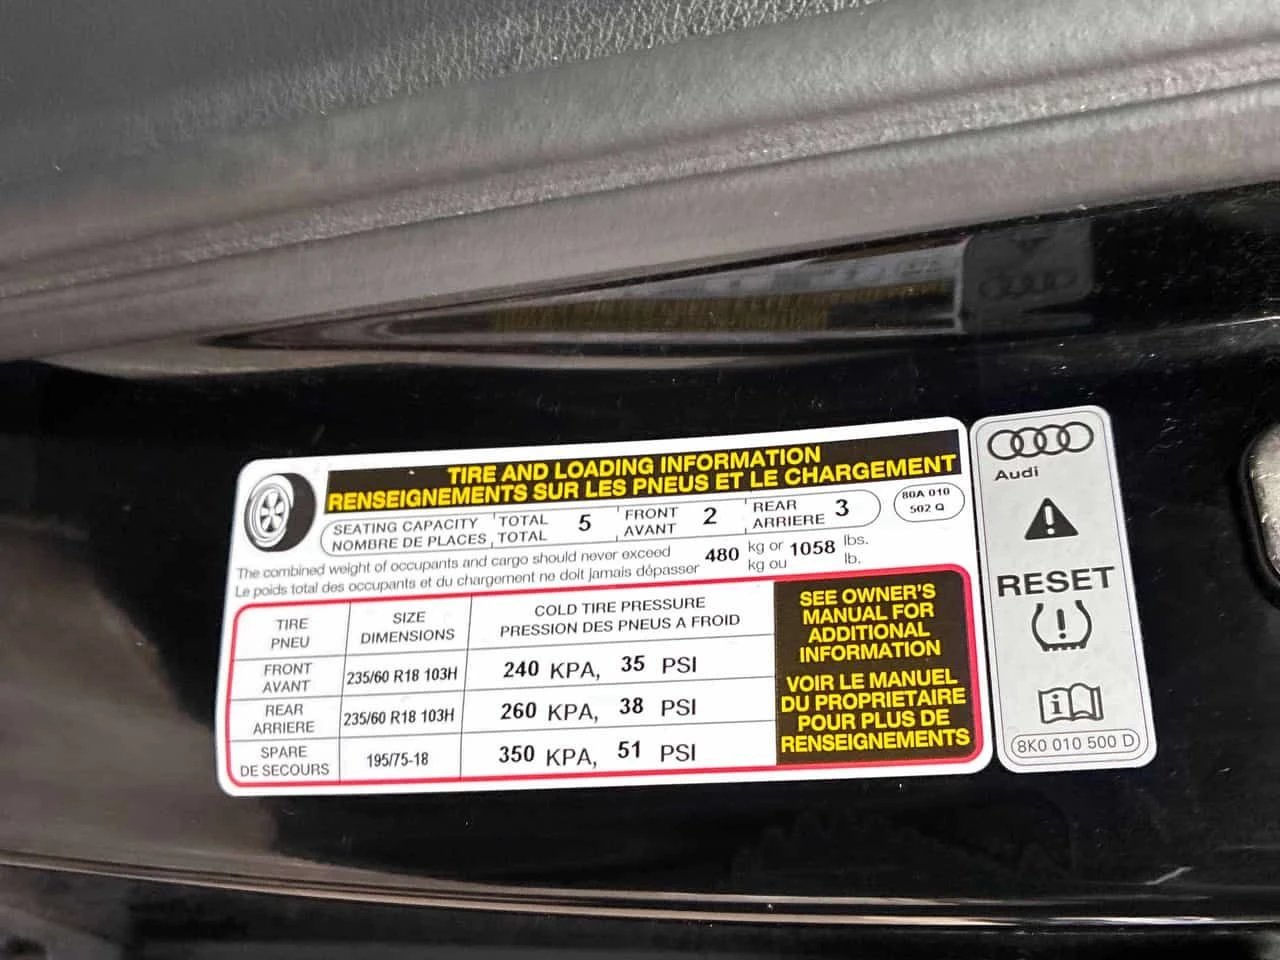 TIRE AND LOADING INFORMATION
RENSEIGNEMENTS SUR LES PNEUS ET LE CHARGEMENT
SEATING CAPACITY TOTAL 5 FRONT 2 REAR 3
NOMBRE DE PLACES TOTAL AVANT ARRIERE
80A 010
502 Q
The combined weight of occupants and cargo should never exceed 480 kg or 1058 lbs.
Le poids total des occupants et du chargement ne doit jamais dépasser kg ou lb.
TIRE SIZE COLD TIRE PRESSURE
PNEU DIMENSIONS PRESSION DES PNEUS A FROID
FRONT
AVANT 235/60 R18 103H 240 KPA, 35 PSI
REAR
ARRIERE 235/60 R18 103H 260 KPA, 38 PSI
SPARE
DE SECOURS 195/75-18 350 KPA, 51 PSI
SEE OWNER'S
MANUAL FOR
ADDITIONAL
INFORMATION
VOIR LE MANUEL
DU PROPRIETAIRE
POUR PLUS DE
RENSEIGNEMENTS
Audi
RESET
8K0 010 500 D